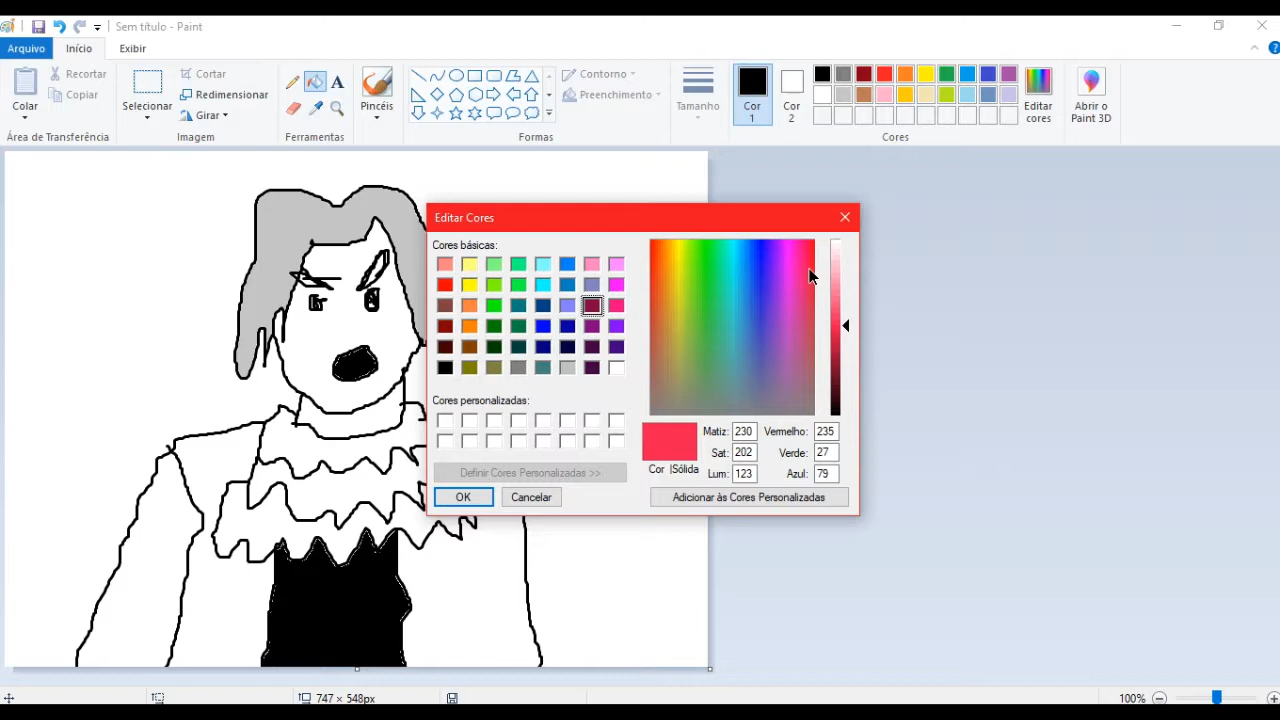 Sem título - Paint
Arquivo Início Exibir
Colar
Recortar
Copiar
Área de Transferência
Selecionar
Cortar
Redimensionar
Girar
Imagem
A
Ferramentas
Pincéis
Contorno
Preenchimento
Formas
Tamanho
Cor 1
Cor 2
Editar cores
Cores
Abrir o Paint 3D
Editar Cores
Cores básicas:
Cores personalizadas:
Definir Cores Personalizadas >>
OK Cancelar
Cor |Sólida
Matiz: 230 Vermelho: 235
Sat: 202 Verde: 27
Lum: 123 Azul: 79
Adicionar às Cores Personalizadas
747 × 548px
100%